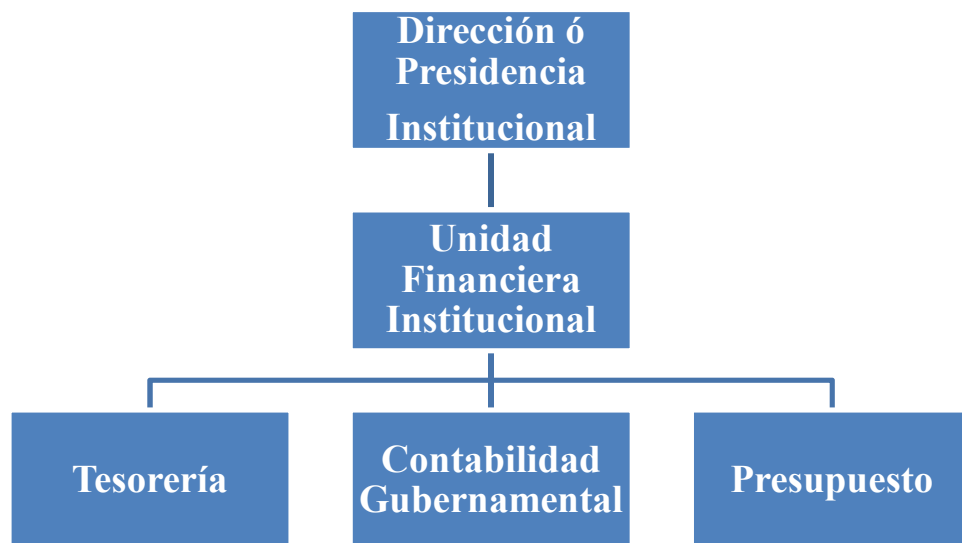 Dirección ó
Presidencia
Institucional
Unidad
Financiera
Institucional
Tesorería
Contabilidad
Gubernamental
Presupuesto